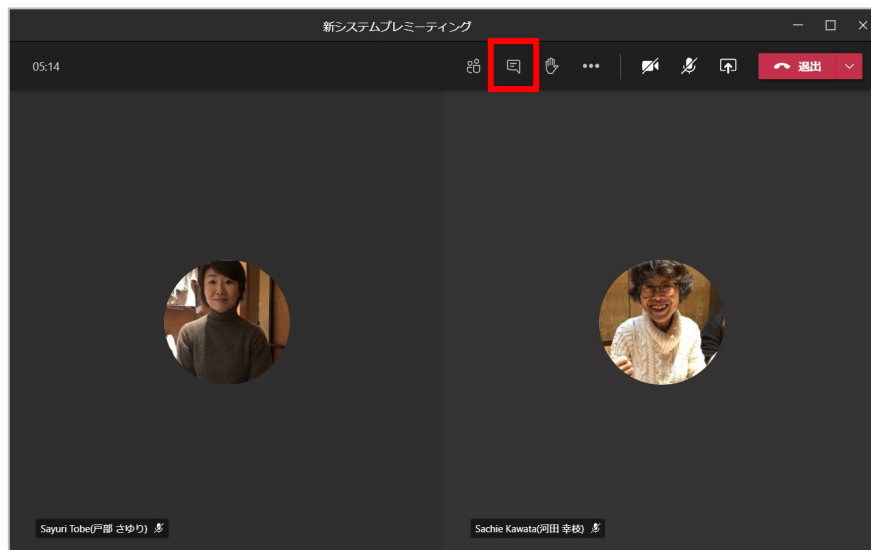 新システムプレミーティング
05:14
退出
Sayuri Tobe(戸部 さゆり)
Sachie Kawata(河田 幸枝)